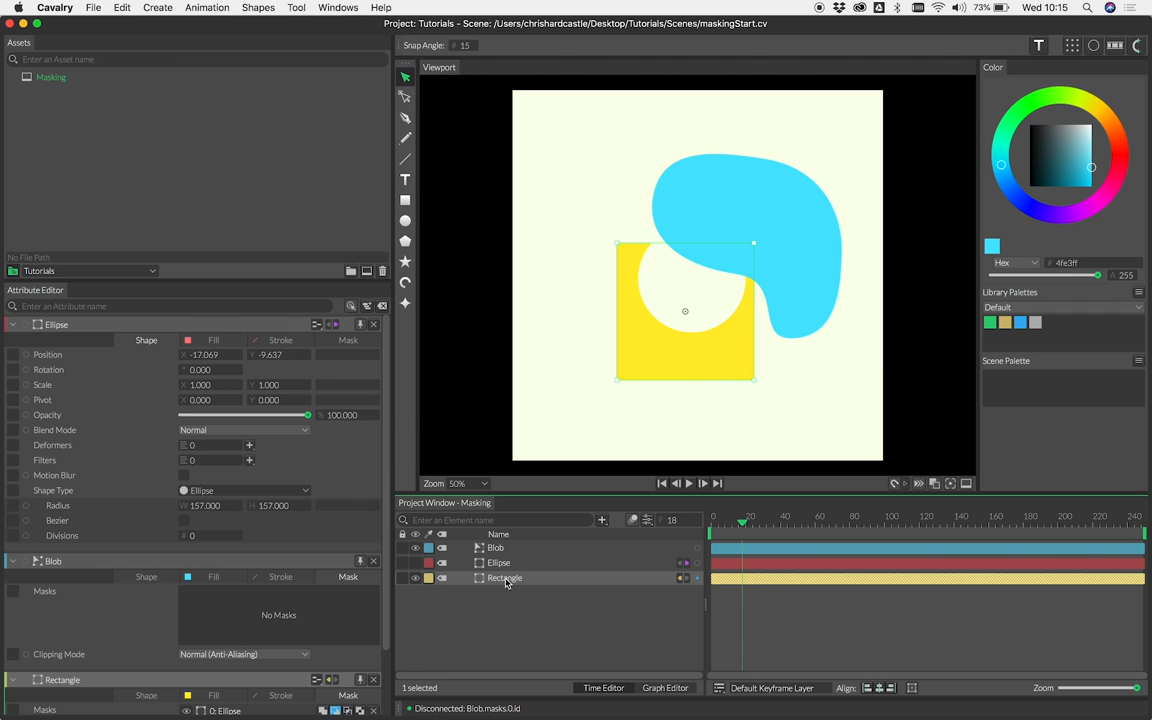 Cavalry File Edit Create Animation Shapes Tool Windows Help 73% Wed 10:15
Project: Tutorials - Scene: /Users/chrishardcastle/Desktop/Tutorials/Scenes/maskingStart.cv
Assets
Snap Angle: # 15
Enter an Asset name
Viewport
Color
Masking
No File Path
Tutorials
Hex # 4fe3ff
255
Library Palettes
Default
Scene Palette
Attribute Editor
Enter an Attribute name
Ellipse
Shape Fill Stroke Mask
Position X -17.069 Y -9.637
Rotation 0.000
Scale X 1.000 Y 1.000
Pivot X 0.000 Y 0.000
Opacity % 100.000
Blend Mode Normal
Deformers 0
Filters 0
Motion Blur
Shape Type Ellipse
Radius W 157.000 H 157.000
Bezier
Divisions # 0
Blob
Shape Fill Stroke Mask
Masks
No Masks
Clipping Mode Normal (Anti-Aliasing)
Rectangle
Shape Fill Stroke Mask
Masks 0: Ellipse
Zoom 50%
Project Window - Masking
Enter an Element name F 18
0 20 40 60 80 100 120 140 160 180 200 220 240
Name
Blob
Ellipse
Rectangle
1 selected Time Editor Graph Editor Default Keyframe Layer Align: Zoom
Disconnected: Blob.masks.0.id